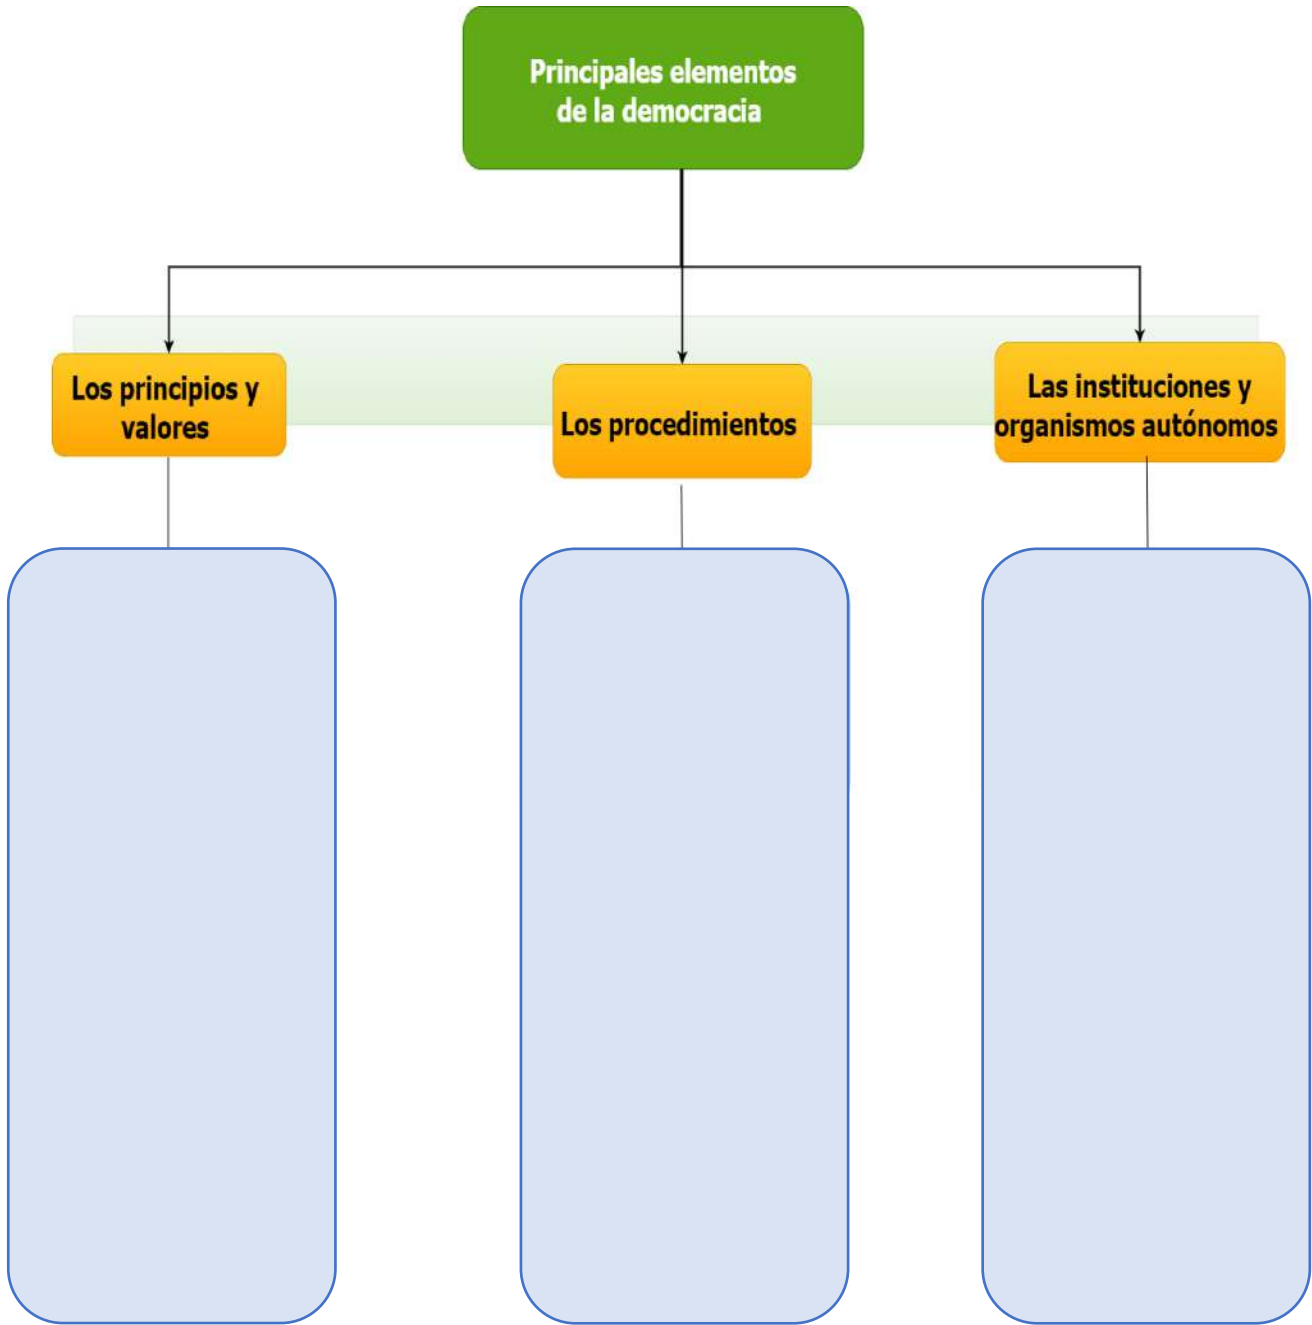 Principales elementos
de la democracia
Los principios y
valores
Los procedimientos
Las instituciones y
organismos autónomos